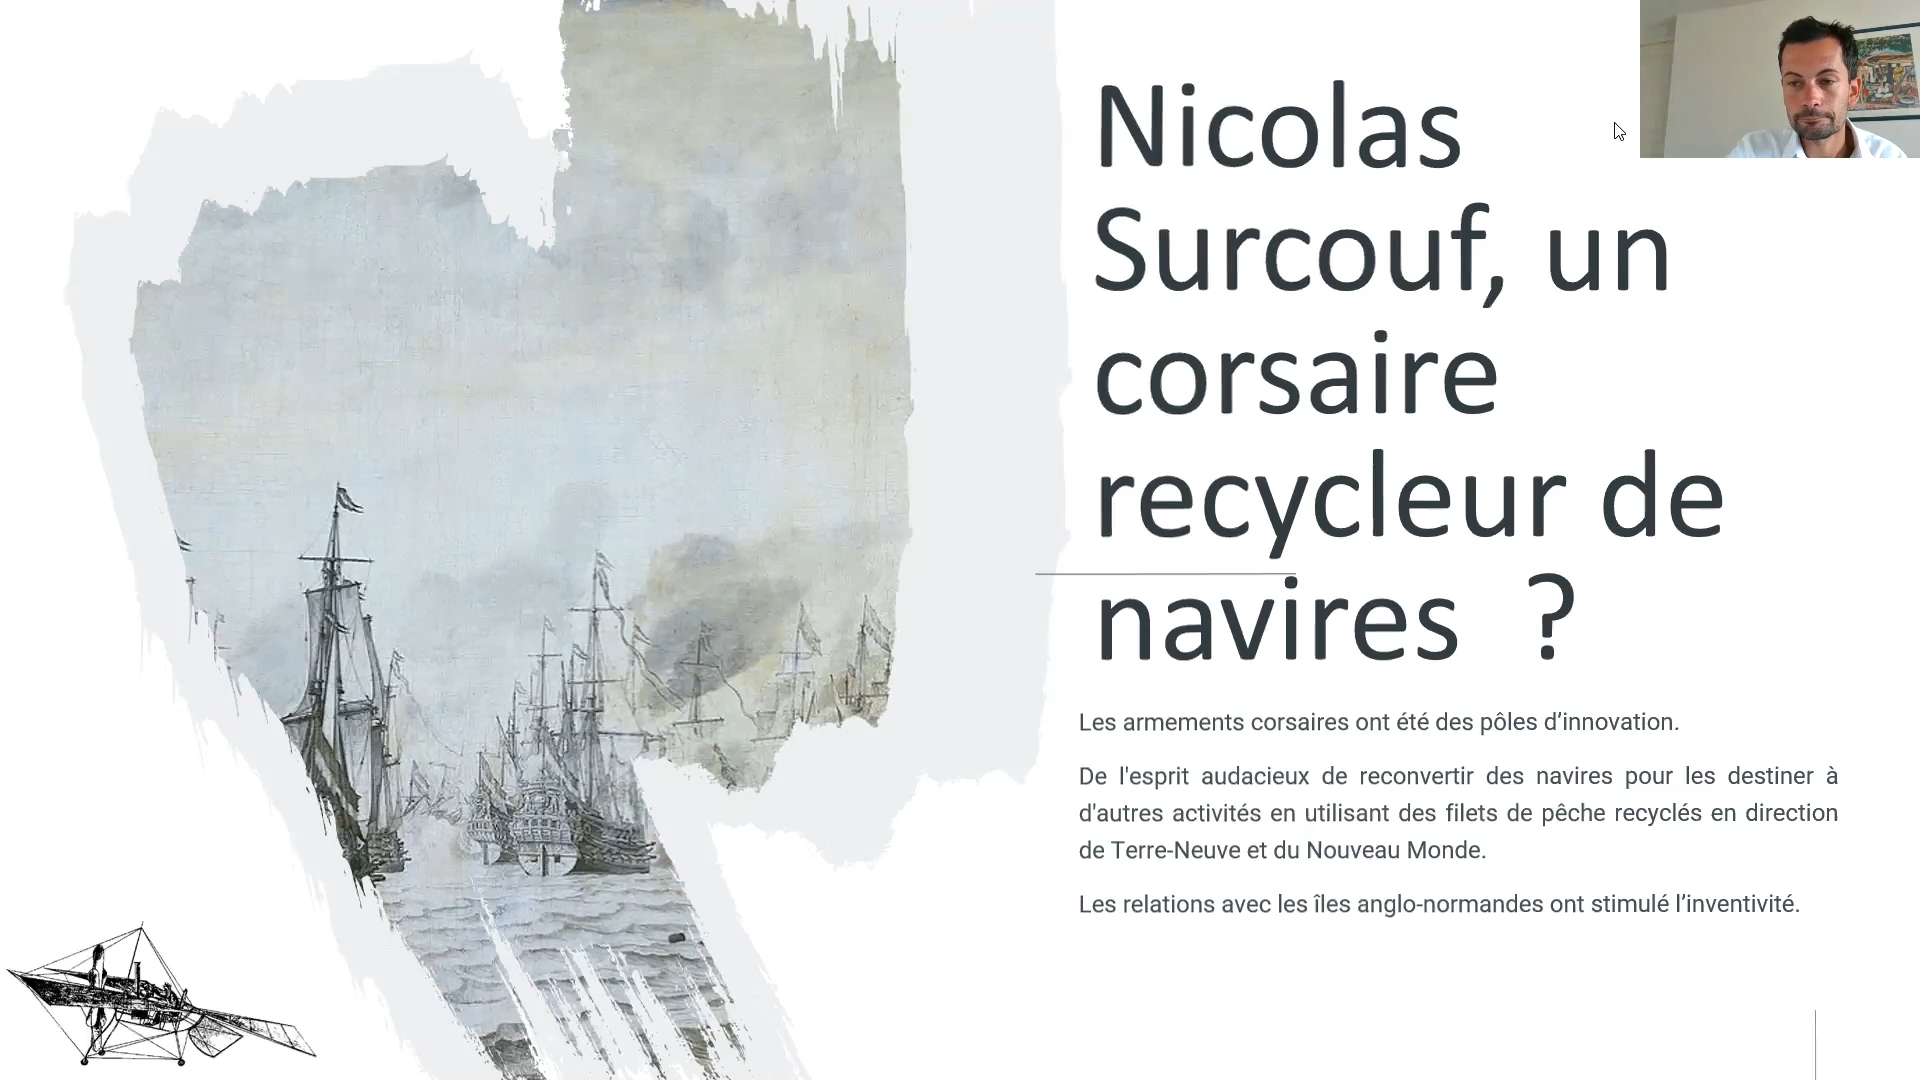 Nicolas
Surcouf, un
corsaire
recycleur de
navires  ?
Les armements corsaires ont été des pôles d’innovation.
De l'esprit audacieux de reconvertir des navires pour les destiner à
d'autres activités en utilisant des filets de pêche recyclés en direction
de Terre-Neuve et du Nouveau Monde.
Les relations avec les îles anglo-normandes ont stimulé l’inventivité.